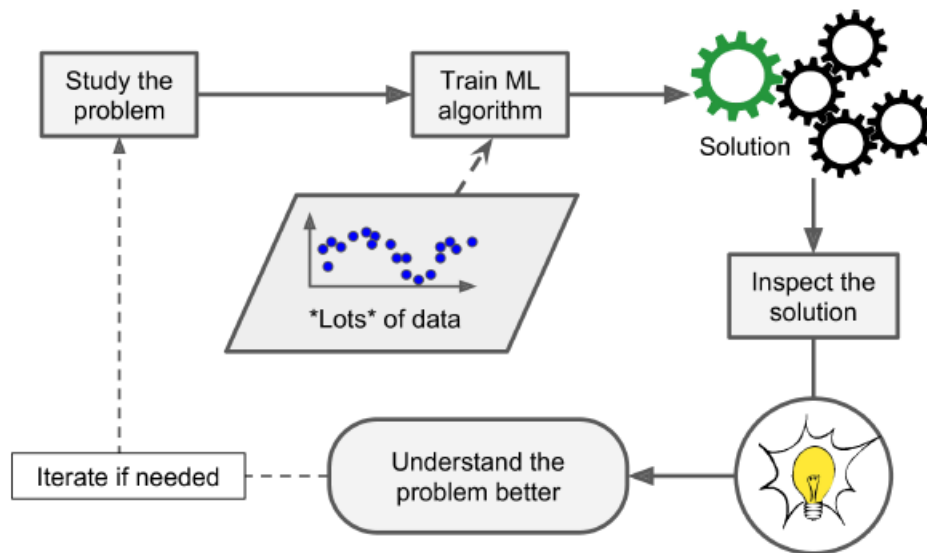 Study the
problem
Train ML
algorithm
Solution
*Lots* of data
Inspect the
solution
Understand the
problem better
Iterate if needed